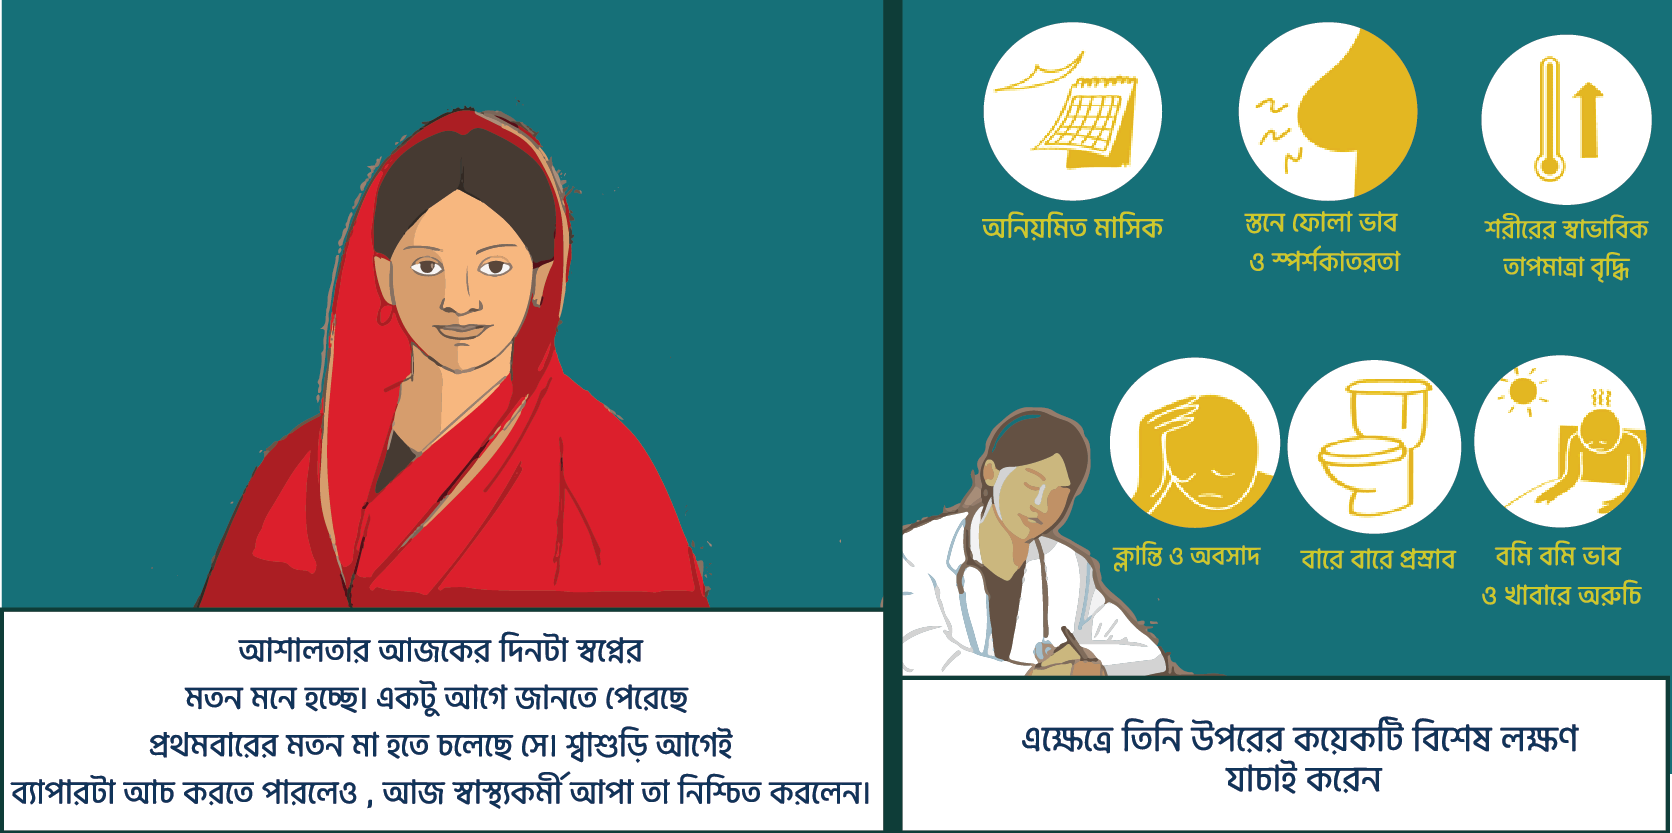 আশালতার আজকের দিনটা স্বপ্নের
মতন মনে হচ্ছে। একটু আগে জানতে পেরেছে
প্রথমবারের মতন মা হতে চলেছে সে। শ্বাশুড়ি আগেই
ব্যাপারটা আচ করতে পারলেও , আজ স্বাস্থ্যকর্মী আপা তা নিশ্চিত করলেন।
অনিয়মিত মাসিক
স্তনে ফোলা ভাব
ও স্পর্শকাতরতা
শরীরের স্বাভাবিক
তাপমাত্রা বৃদ্ধি
ক্লান্তি ও অবসাদ
বারে বারে প্রস্রাব
বমি বমি ভাব
ও খাবারে অরুচি
এক্ষেত্রে তিনি উপরের কয়েকটি বিশেষ লক্ষণ
যাচাই করেন